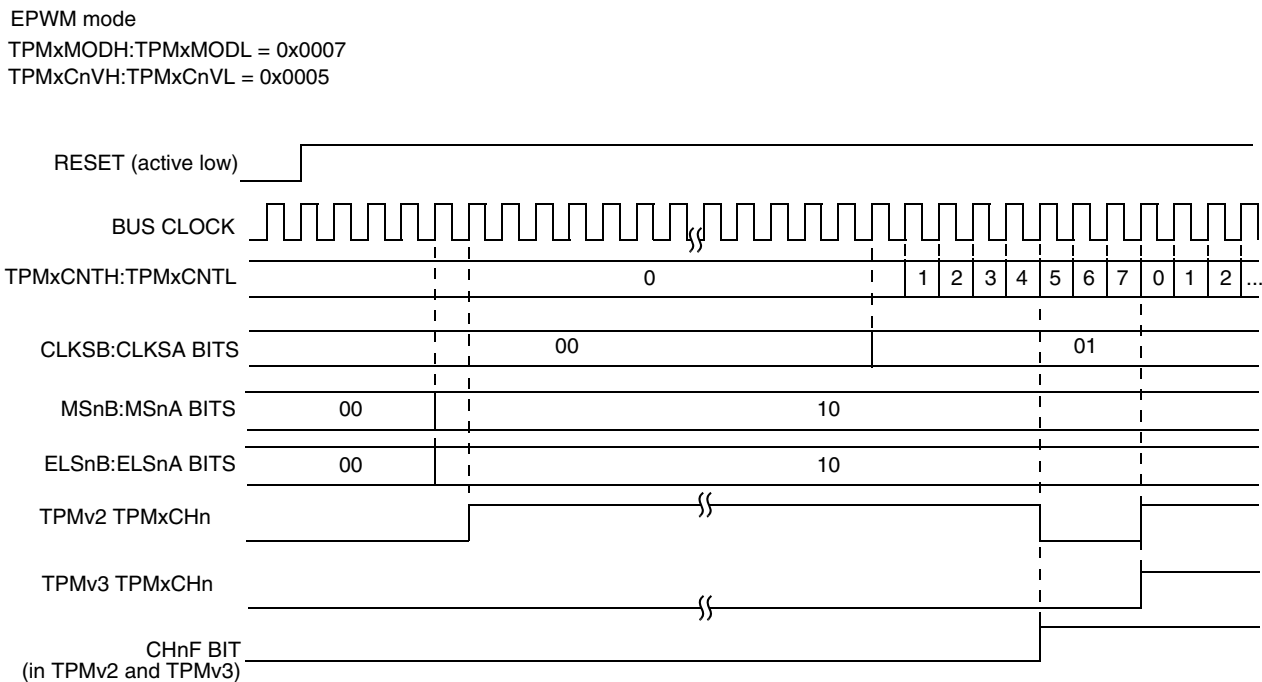 EPWM mode
TPMxMODH:TPMxMODL = 0x0007
TPMxCnVH:TPMxCnVL = 0x0005
RESET (active low)
BUS CLOCK
TPMxCNTH:TPMxCNTL 0 1 2 3 4 5 6 7 0 1 2 ...
CLKSB:CLKSA BITS 00 01
MSnB:MSnA BITS 00 10
ELSnB:ELSnA BITS 00 10
TPMv2 TPMxCHn
TPMv3 TPMxCHn
CHnF BIT
(in TPMv2 and TPMv3)